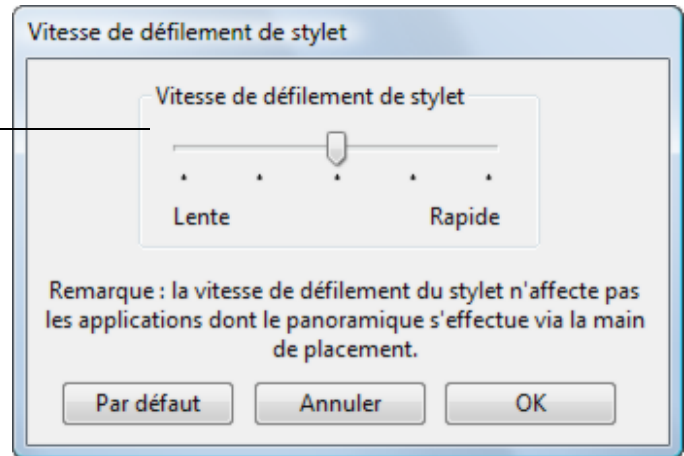 Vitesse de défilement de stylet
Vitesse de défilement de stylet
Lente Rapide
Remarque : la vitesse de défilement du stylet n'affecte pas
les applications dont le panoramique s'effectue via la main
de placement.
Par défaut Annuler OK